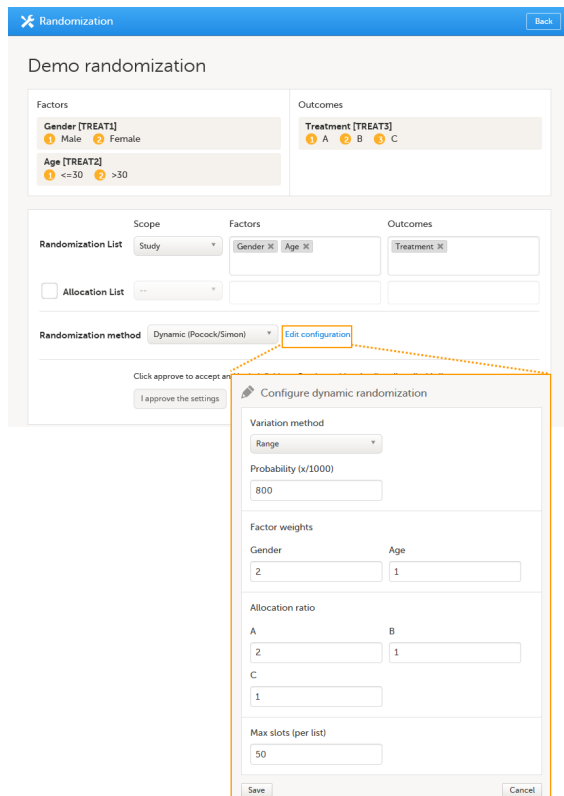 Randomization
Back
Demo randomization
Factors
Outcomes
Gender [TREAT1]
1 Male 2 Female
Treatment [TREAT3]
1 A 2 B 3 C
Age [TREAT2]
1 <=30 2 >30
Scope Factors Outcomes
Randomization List Study Gender Age Treatment
Allocation List --
Randomization method Dynamic (Pocock/Simon) Edit configuration
Click approve to accept
I approve the settings
Configure dynamic randomization
Variation method
Range
Probability (x/1000)
800
Factor weights
Gender Age
2 1
Allocation ratio
A B
2 1
C
1
Max slots (per list)
50
Save Cancel